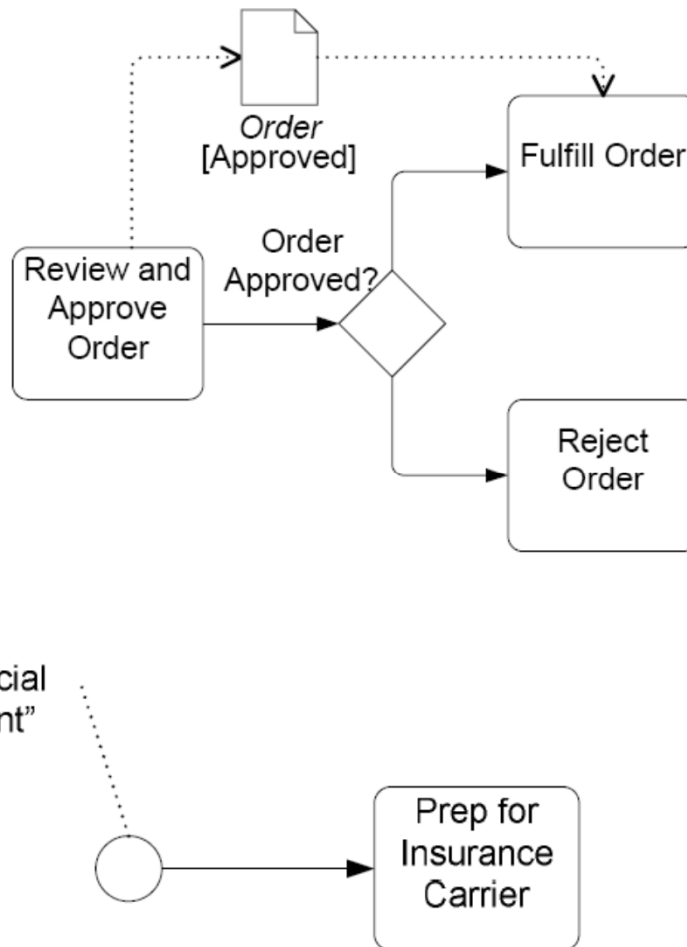 Order
[Approved]
Fulfill Order
Order
Approved?
Review and
Approve
Order
Reject
Order
cial
nt”
Prep for
Insurance
Carrier